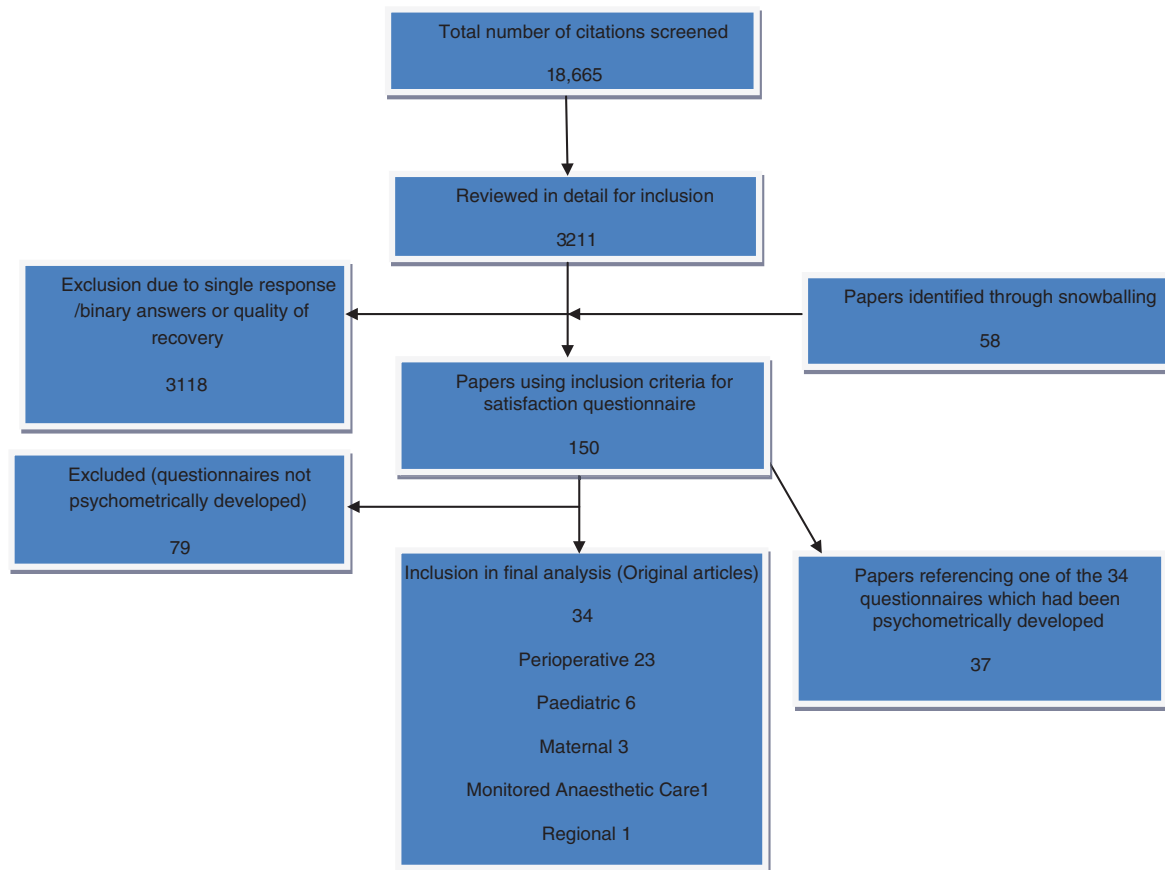 Total number of citations screened
18,665
Reviewed in detail for inclusion
3211
Exclusion due to single response
/binary answers or quality of
recovery
3118
Papers identified through snowballing
58
Papers using inclusion criteria for
satisfaction questionnaire
150
Excluded (questionnaires not
psychometrically developed)
79
Inclusion in final analysis (Original articles)
34
Perioperative 23
Paediatric 6
Maternal 3
Monitored Anaesthetic Care1
Regional 1
Papers referencing one of the 34
questionnaires which had been
psychometrically developed
37